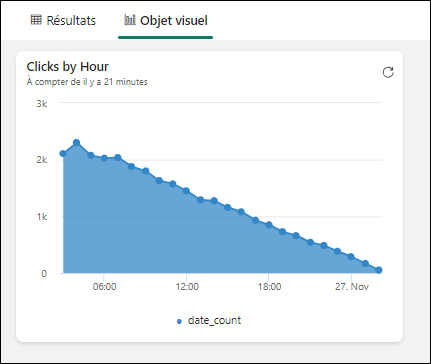 Résultats
Objet visuel
Clicks by Hour
À compter de il y a 21 minutes
3k
2k
1k
0
06:00
12:00
18:00
27. Nov
date_count